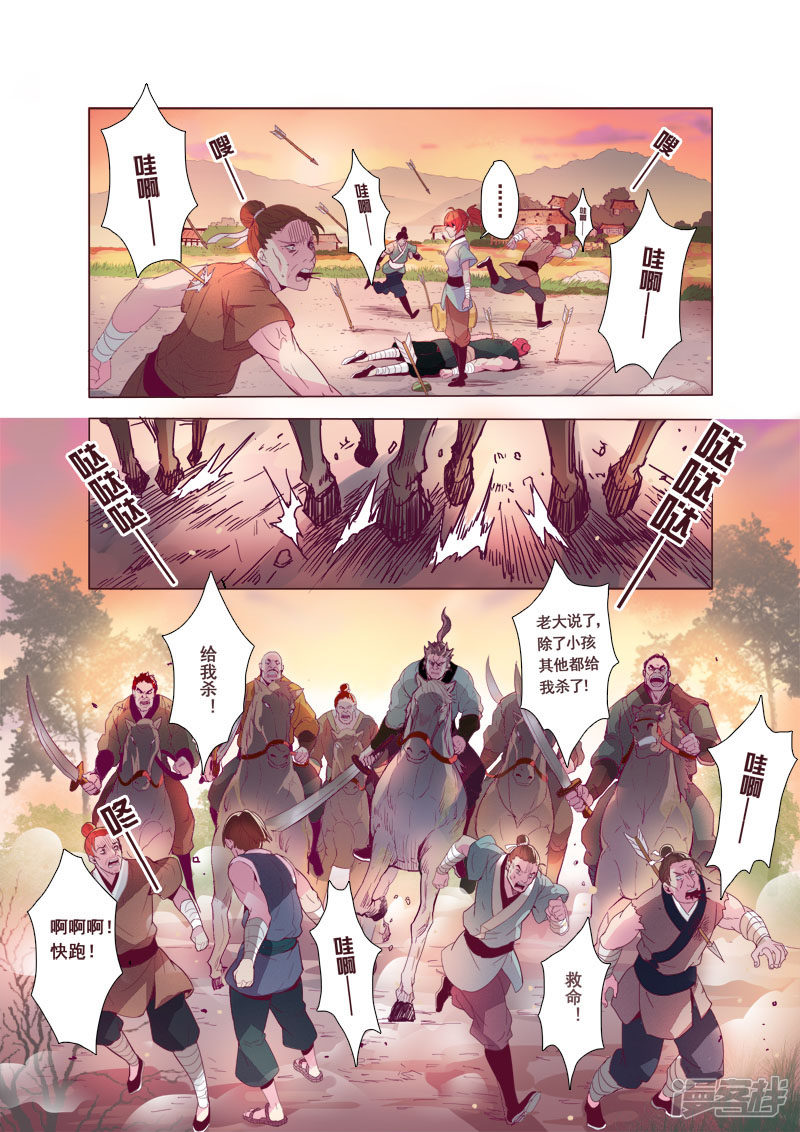 哇啊——
嗖——
哇啊——
……
哇啊——
嗖——
哇啊——
哒哒哒——
哒哒哒——
给
我杀！
老大说了，
除了小孩
其他都给
我杀了！
哇啊——
咚——
啊啊啊！
快跑！
哇啊——
救命！
漫客栈